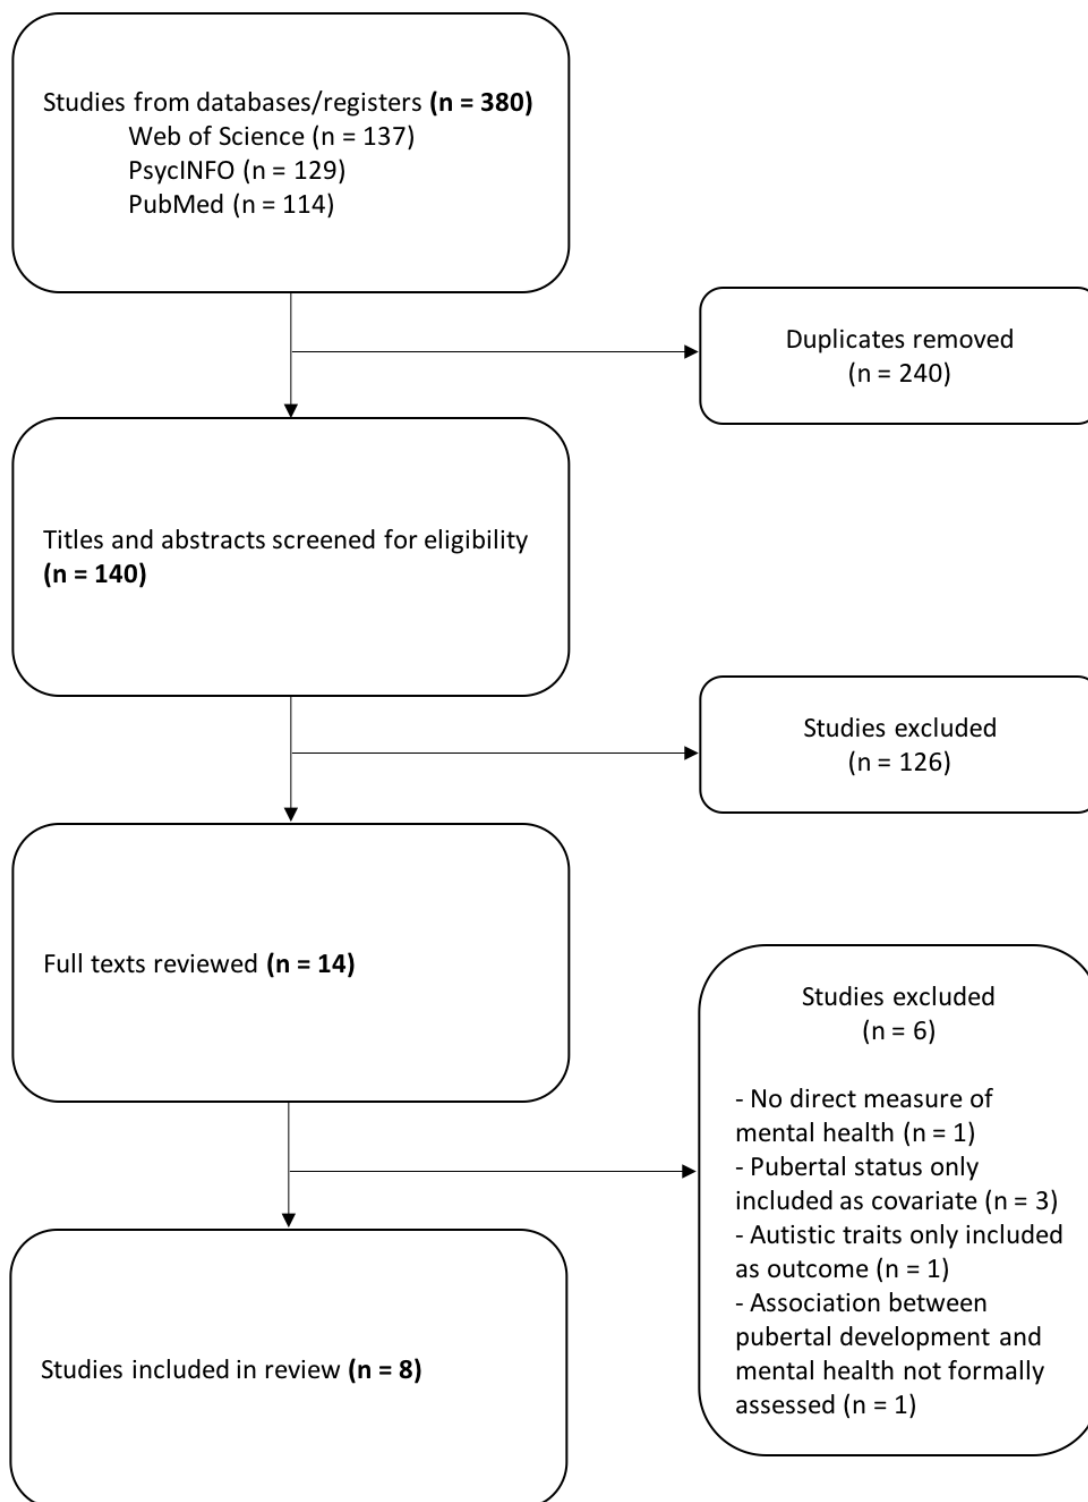 Studies from databases/registers (n = 380)
Web of Science (n = 137)
PsycINFO (n = 129)
PubMed (n = 114)
Duplicates removed
(n = 240)
Titles and abstracts screened for eligibility
(n = 140)
Studies excluded
(n = 126)
Full texts reviewed (n = 14)
Studies excluded
(n = 6)
- No direct measure of
mental health (n = 1)
- Pubertal status only
included as covariate (n = 3)
- Autistic traits only included
as outcome (n = 1)
- Association between
pubertal development and
mental health not formally
assessed (n = 1)
Studies included in review (n = 8)